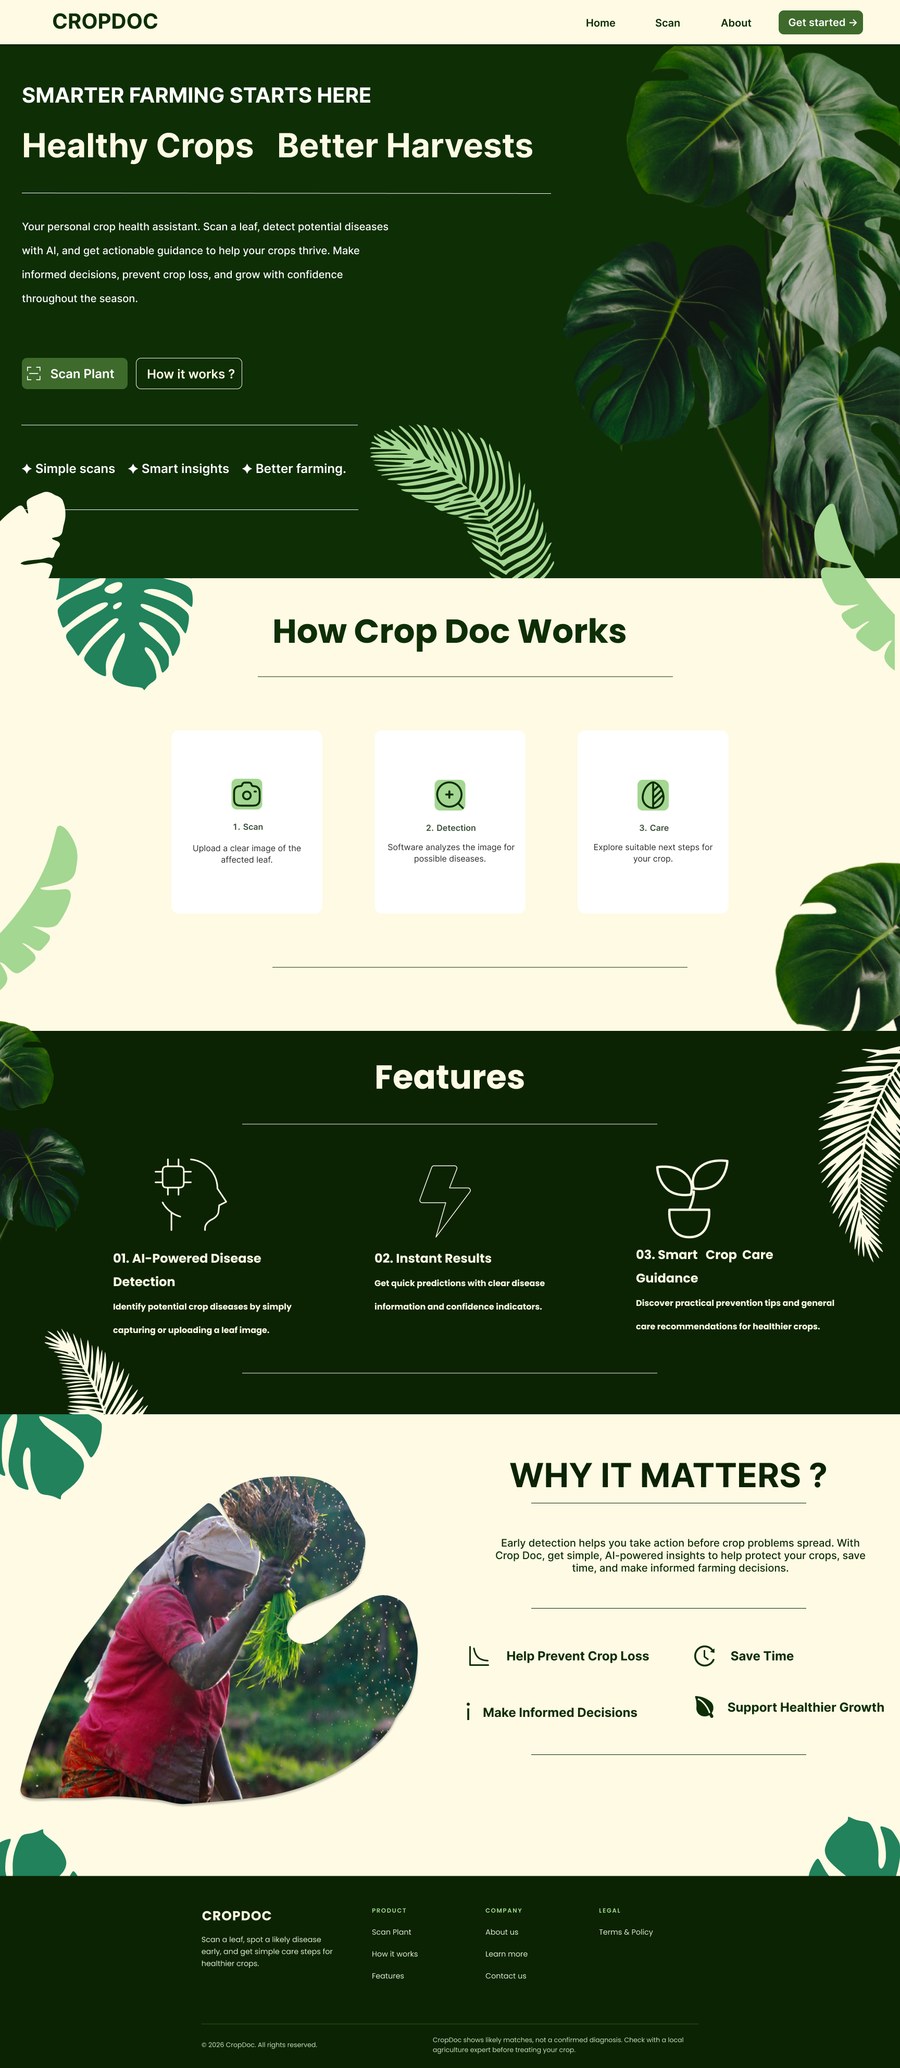 CROPDOC
Home
Scan
About
Get started →
SMARTER FARMING STARTS HERE
Healthy Crops Better Harvests
Your personal crop health assistant. Scan a leaf, detect potential diseases
with AI, and get actionable guidance to help your crops thrive. Make
informed decisions, prevent crop loss, and grow with confidence
throughout the season.
Scan Plant
How it works ?
Simple scans
Smart insights
Better farming.
How Crop Doc Works
1. Scan
Upload a clear image of the
affected leaf.
2. Detection
Software analyzes the image for
possible diseases.
3. Care
Explore suitable next steps for
your crop.
Features
01. AI-Powered Disease
Detection
Identify potential crop diseases by simply
capturing or uploading a leaf image.
02. Instant Results
Get quick predictions with clear disease
information and confidence indicators.
03. Smart Crop Care
Guidance
Discover practical prevention tips and general
care recommendations for healthier crops.
WHY IT MATTERS ?
Early detection helps you take action before crop problems spread. With
Crop Doc, get simple, AI-powered insights to help protect your crops, save
time, and make informed farming decisions.
Help Prevent Crop Loss
Save Time
Make Informed Decisions
Support Healthier Growth
CROPDOC
Scan a leaf, spot a likely disease
early, and get simple care steps for
healthier crops.
PRODUCT
Scan Plant
How it works
Features
COMPANY
About us
Learn more
Contact us
LEGAL
Terms & Policy
© 2026 CropDoc. All rights reserved.
CropDoc shows likely matches, not a confirmed diagnosis. Check with a local
agriculture expert before treating your crop.